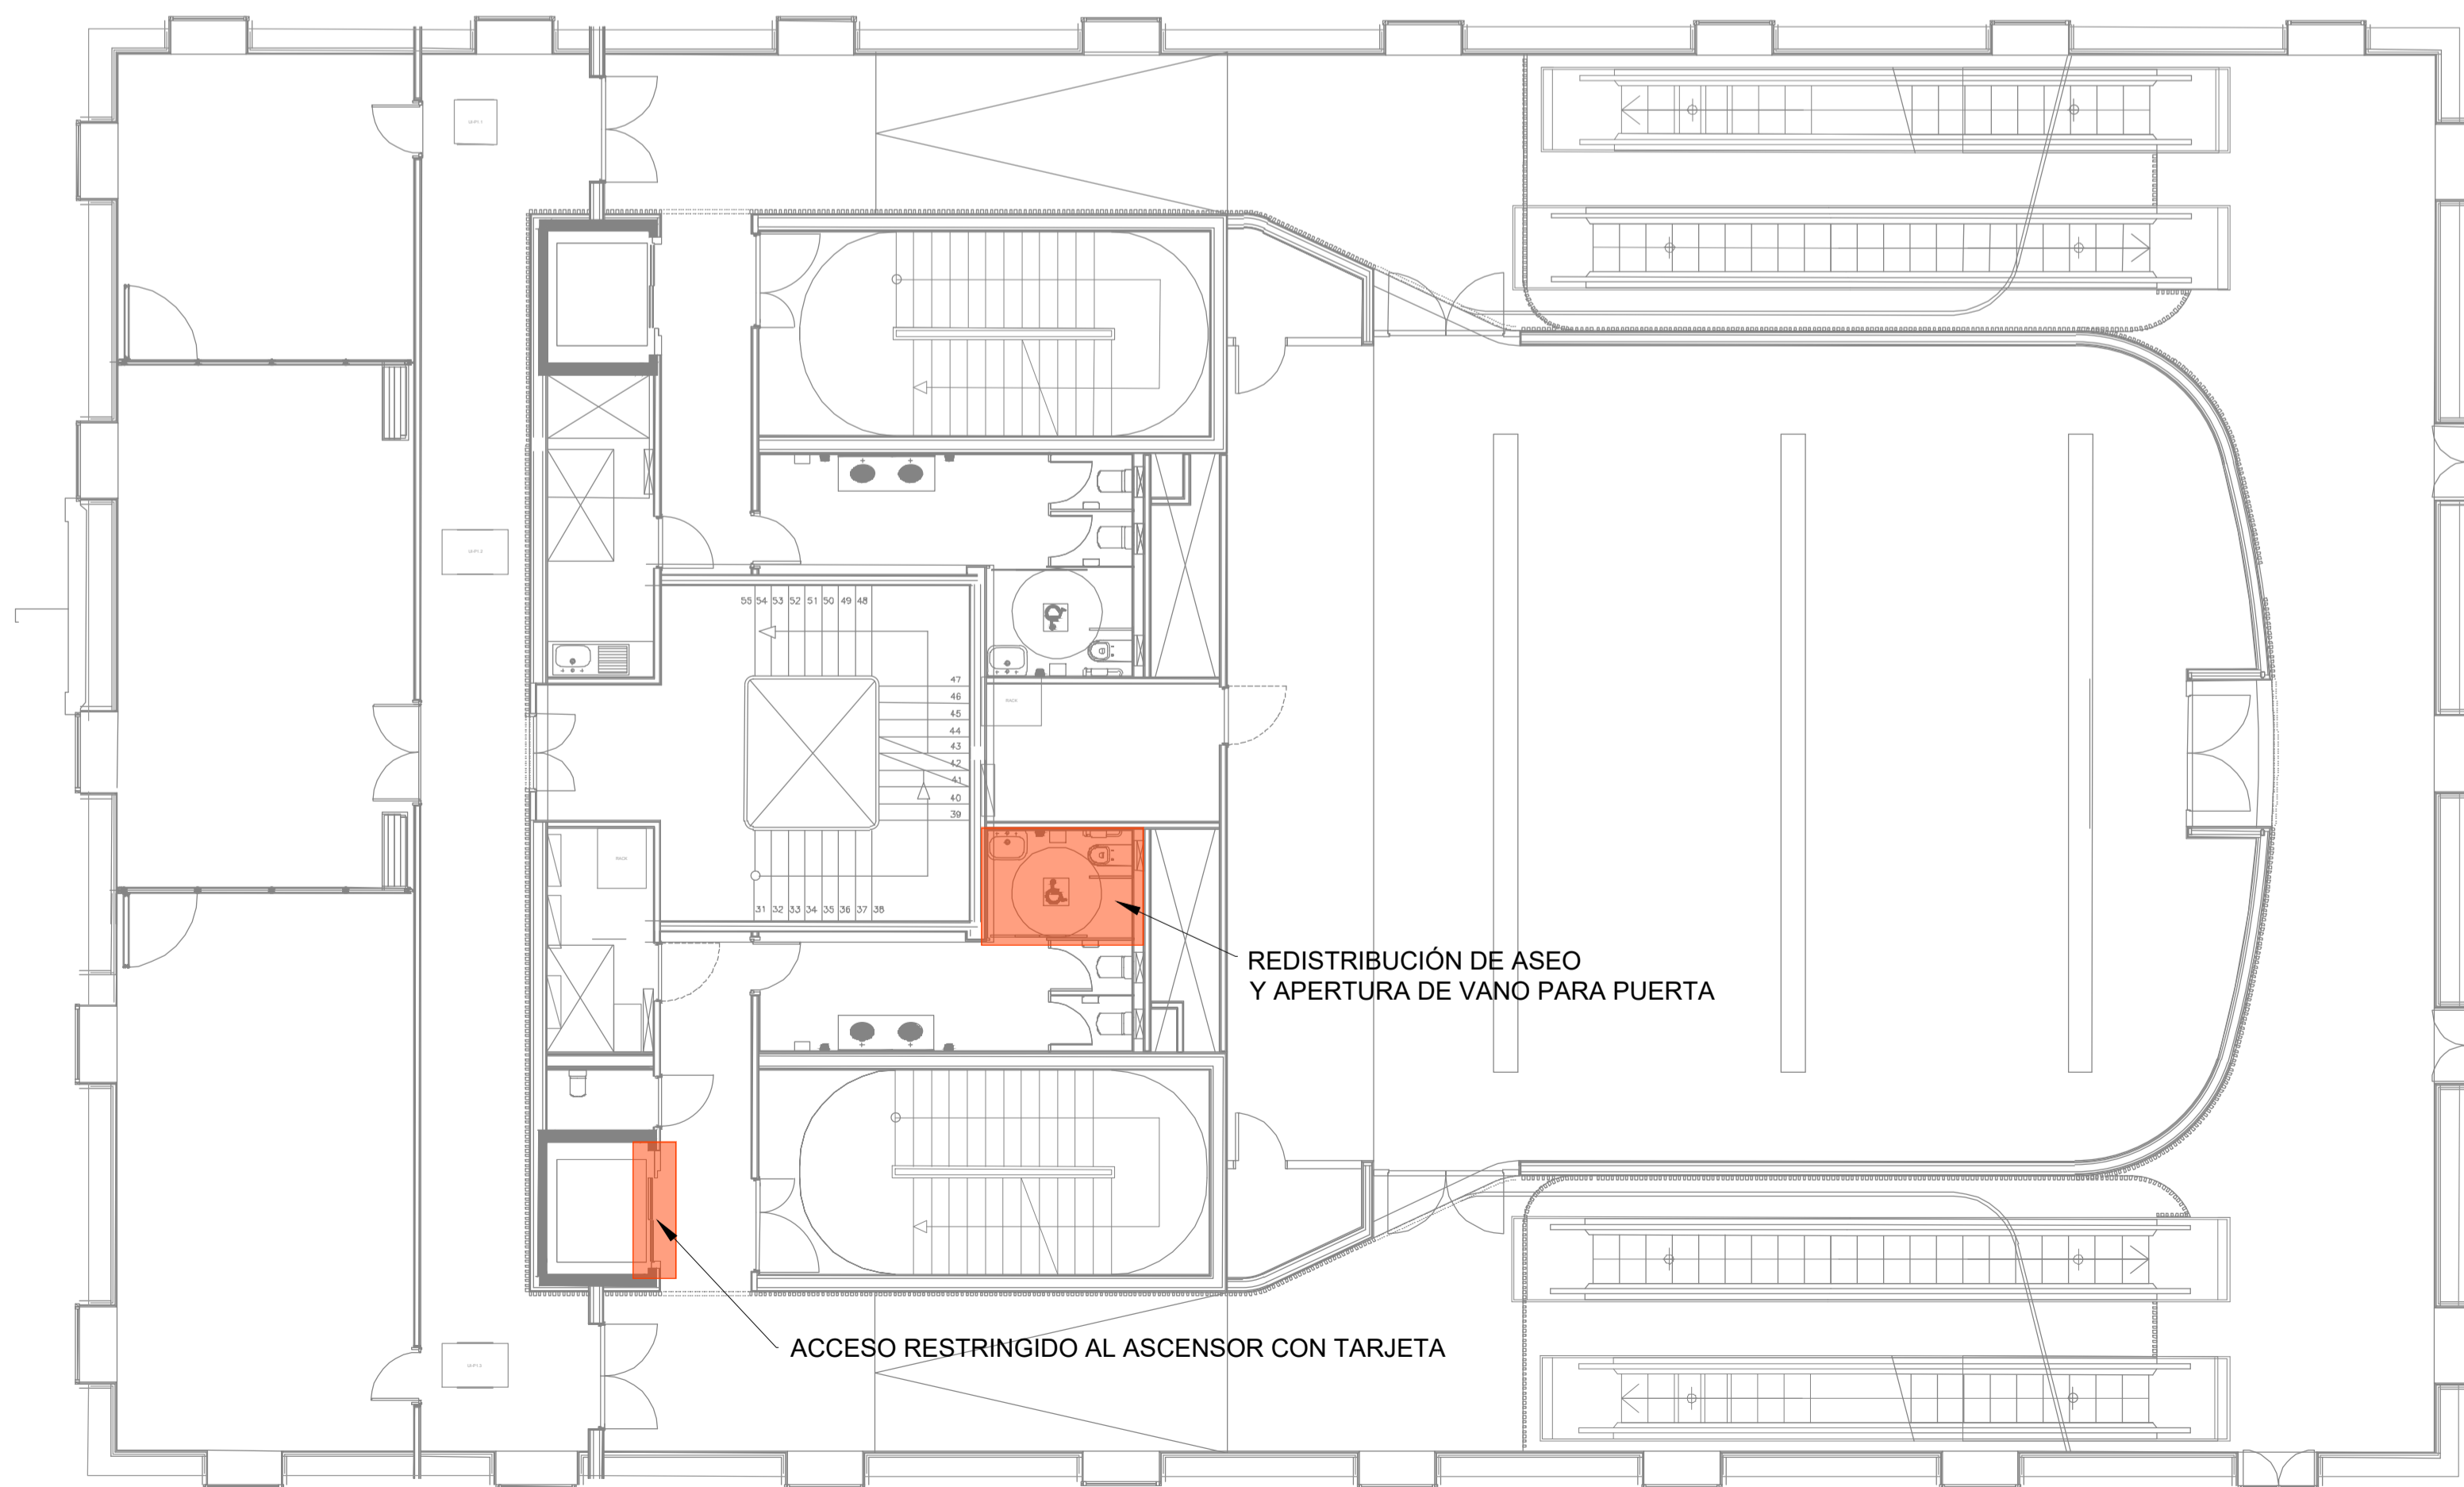 55 54 53 52 51 50 49 48
47
46
45
44
43
42
41
40
39
RACK
RACK
31 32 33 34 35 36 37 38
REDISTRIBUCIÓN DE ASEO
Y APERTURA DE VANO PARA PUERTA
ACCESO RESTRINGIDO AL ASCENSOR CON TARJETA